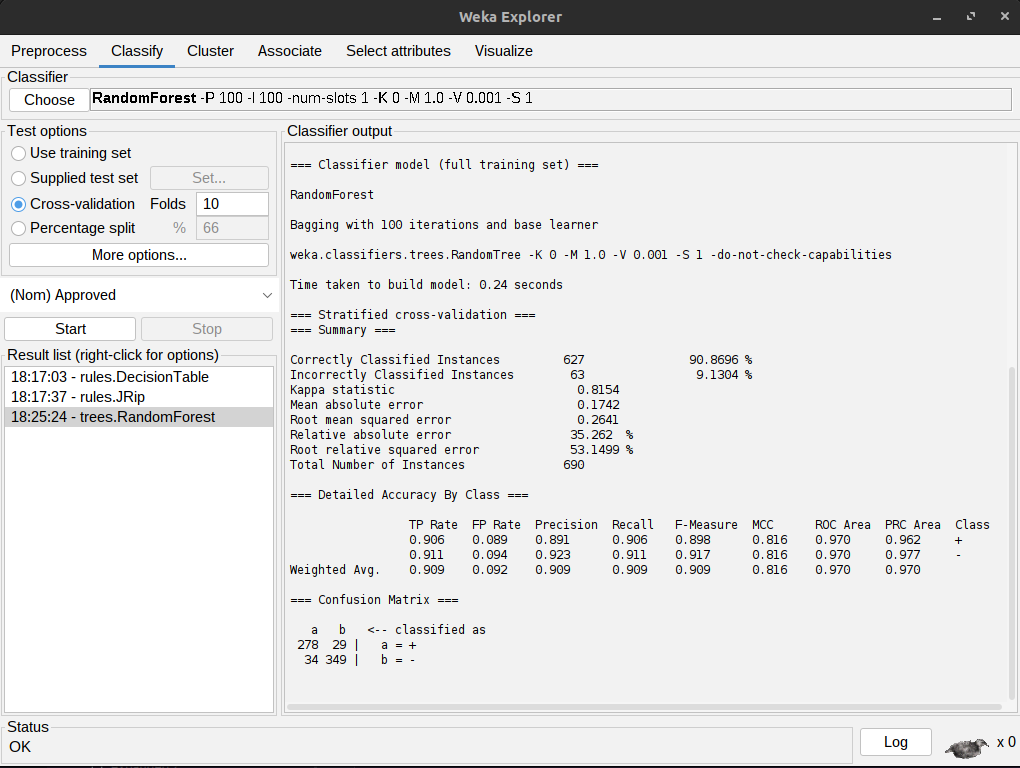 Weka Explorer
Preprocess Classify Cluster Associate Select attributes Visualize
Classifier
Choose RandomForest -P 100 -I 100 -num-slots 1 -K 0 -M 1.0 -V 0.001 -S 1
Test options
Use training set
Supplied test set Set...
Cross-validation Folds 10
Percentage split % 66
More options...
(Nom) Approved
Start Stop
Result list (right-click for options)
18:17:03 - rules.DecisionTable
18:17:37 - rules.JRip
18:25:24 - trees.RandomForest
Classifier output
=== Classifier model (full training set) ===
RandomForest
Bagging with 100 iterations and base learner
weka.classifiers.trees.RandomTree -K 0 -M 1.0 -V 0.001 -S 1 -do-not-check-capabilities
Time taken to build model: 0.24 seconds
=== Stratified cross-validation ===
=== Summary ===
Correctly Classified Instances 627 90.8696 %
Incorrectly Classified Instances 63 9.1304 %
Kappa statistic 0.8154
Mean absolute error 0.1742
Root mean squared error 0.2641
Relative absolute error 35.262 %
Root relative squared error 53.1499 %
Total Number of Instances 690
=== Detailed Accuracy By Class ===
TP Rate FP Rate Precision Recall F-Measure MCC ROC Area PRC Area Class
0.906 0.089 0.891 0.906 0.898 0.816 0.970 0.962 +
0.911 0.094 0.923 0.911 0.917 0.816 0.970 0.977 -
Weighted Avg. 0.909 0.092 0.909 0.909 0.909 0.816 0.970 0.970
=== Confusion Matrix ===
a b <-- classified as
278 29 | a = +
34 349 | b = -
Status
OK
Log
x 0